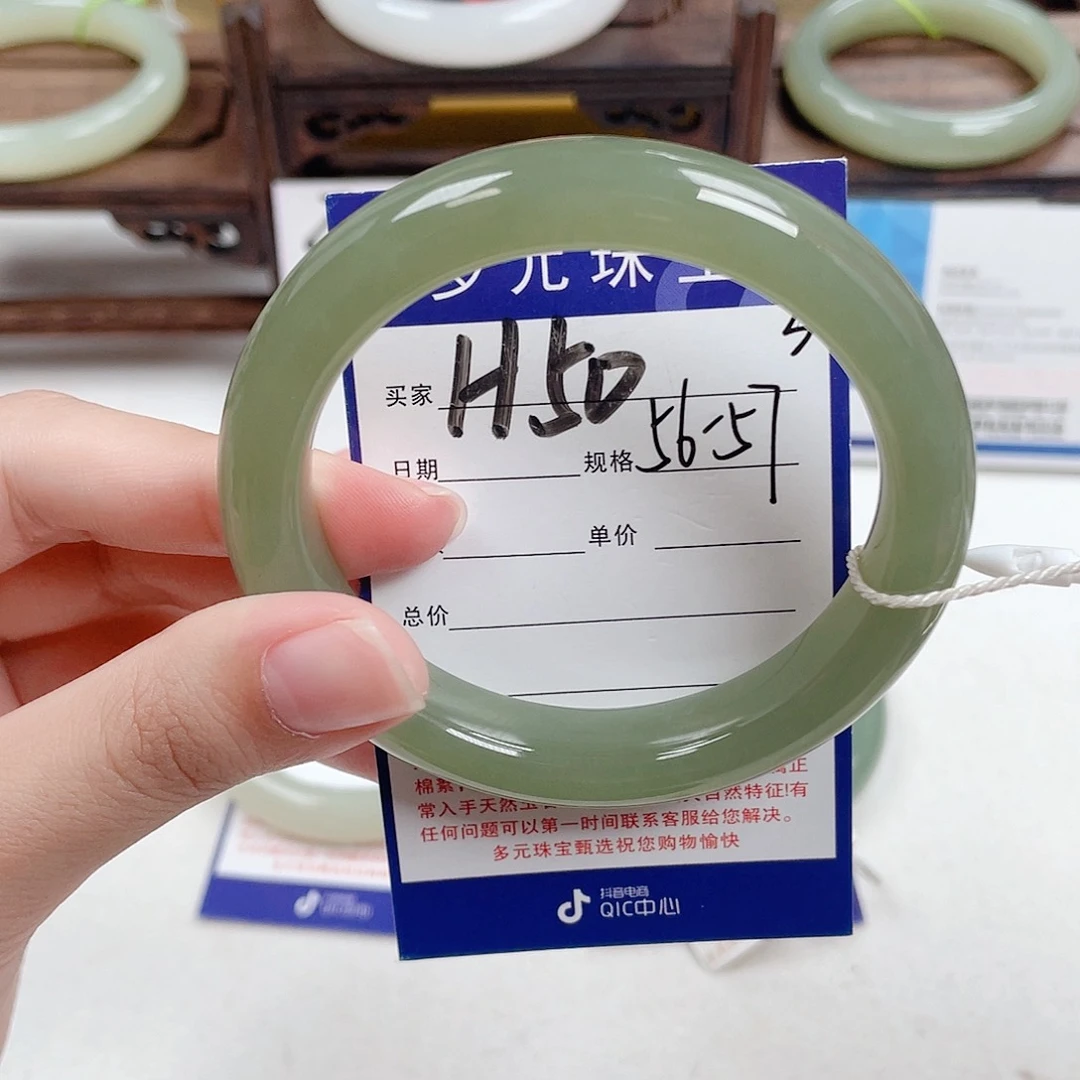 多元珠宝
买家 H50
日期 规格 56-57
单价
总价
棉絮
常入手天然玉 自然特征!有
任何问题可以第一时间联系客服给您解决。
多元珠宝甄选祝您购物愉快
抖音电商
QIC中心